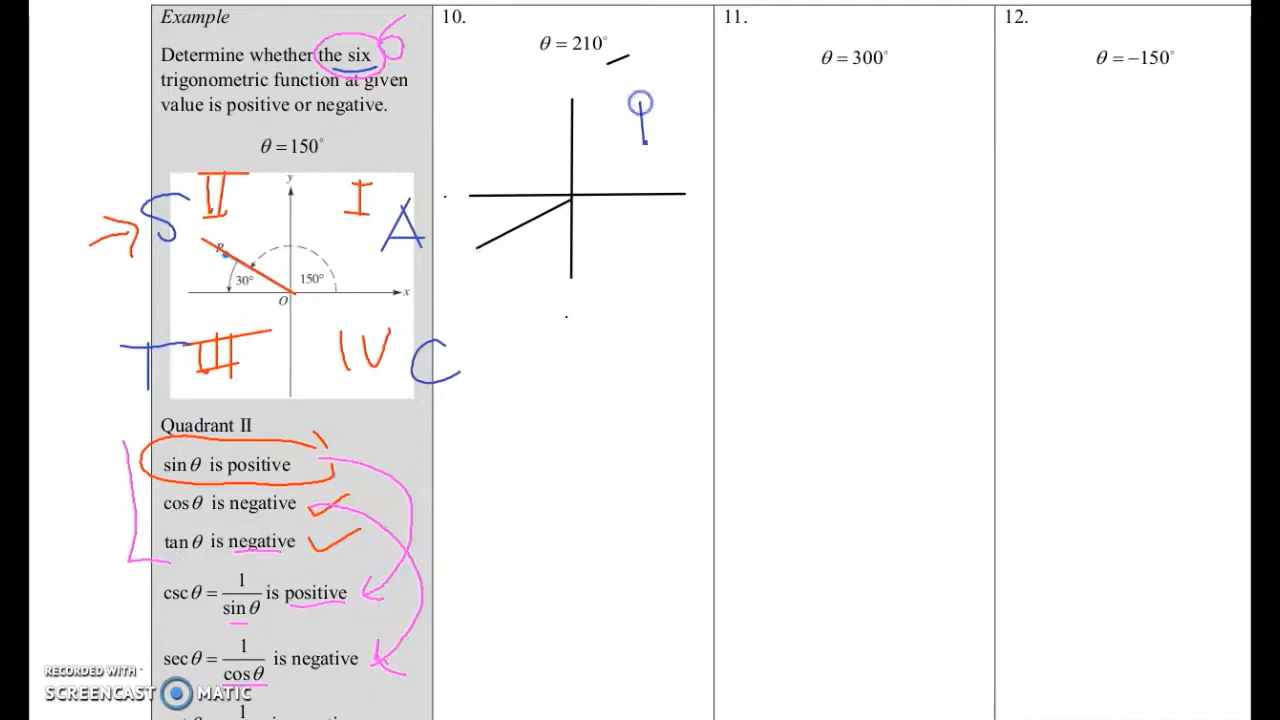 Example
Determine whether the six
trigonometric function at given
value is positive or negative.
θ = 150°
6
S
II
I
A
y
P
30°
150°
O
x
T
III
IV
C
Quadrant II
sin θ is positive
cos θ is negative
tan θ is negative
csc θ = 1/sin θ is positive
sec θ = 1/cos θ is negative
1
10.
θ = 210°
11.
θ = 300°
12.
θ = −150°
RECORDED WITH
SCREENCAST MATIC